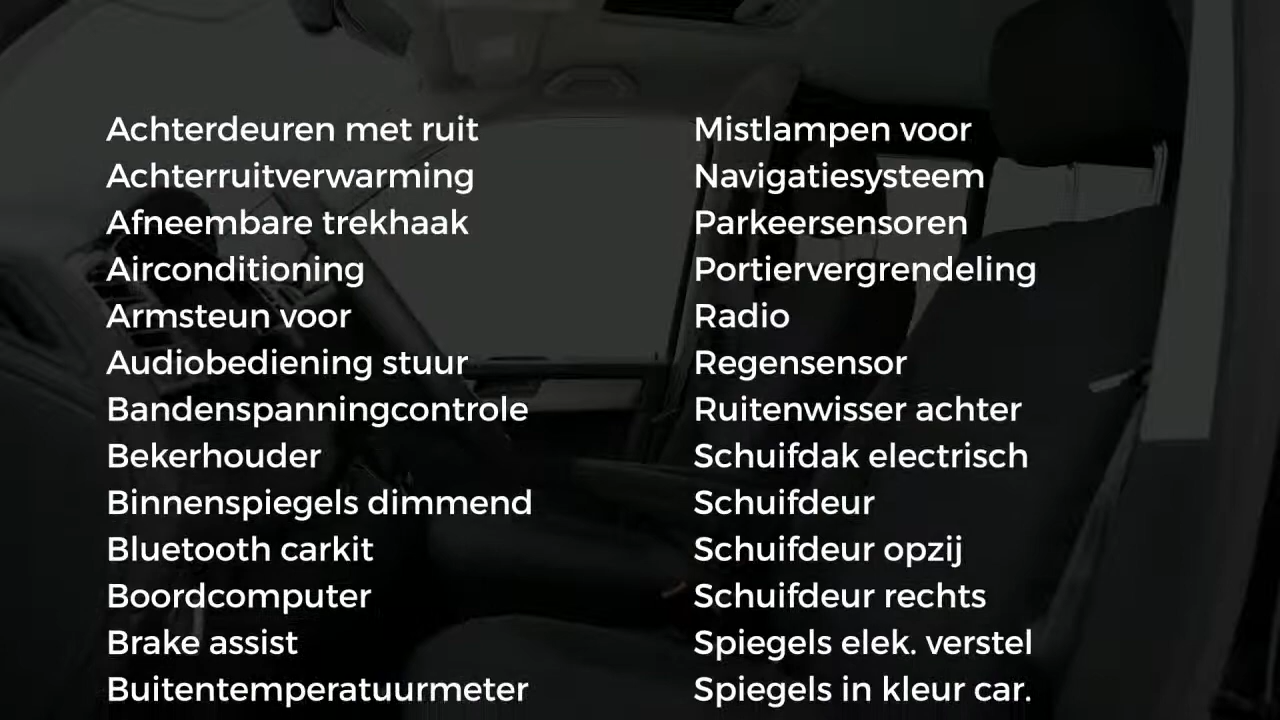 Achterdeuren met ruit
Achterruitverwarming
Afneembare trekhaak
Airconditioning
Armsteun voor
Audiobediening stuur
Bandenspanningcontrole
Bekerhouder
Binnenspiegels dimmend
Bluetooth carkit
Boordcomputer
Brake assist
Buitentemperatuurmeter
Mistlampen voor
Navigatiesysteem
Parkeersensoren
Portiervergrendeling
Radio
Regensensor
Ruitenwisser achter
Schuifdak electrisch
Schuifdeur
Schuifdeur opzij
Schuifdeur rechts
Spiegels elek. verstel
Spiegels in kleur car.